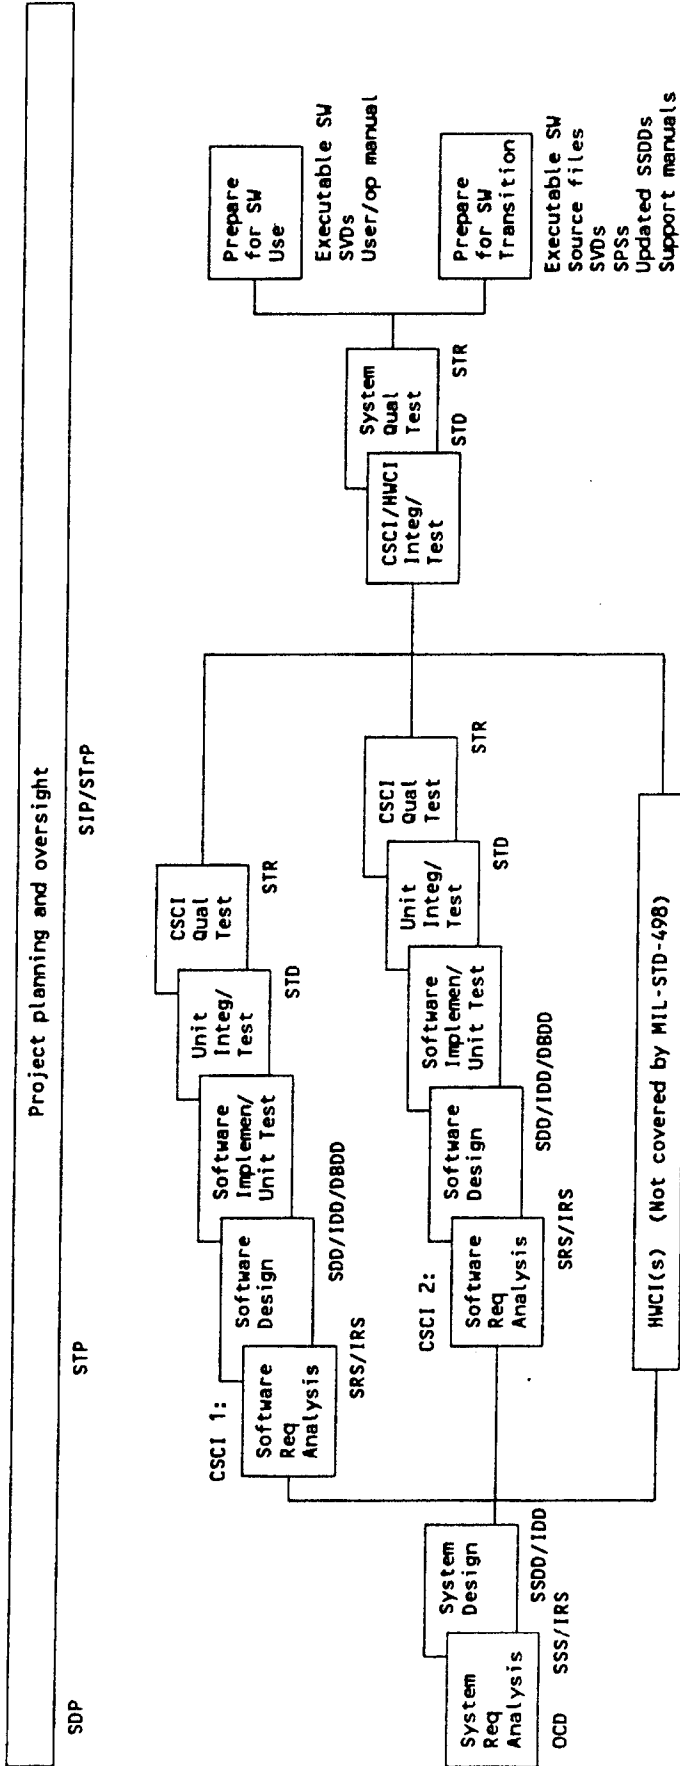 Project planning and oversight
SDP
STP
SIP/STrP
System
Req
Analysis
OCD
SSS/IRS
System
Design
SSDD/IDD
CSCI 1:
Software
Req
Analysis
SRS/IRS
Software
Design
SDD/IDD/DBDD
Software
Implemen/
Unit Test
Unit
Integ/
Test
STD
CSCI
Qual
Test
STR
CSCI 2:
Software
Req
Analysis
SRS/IRS
Software
Design
SDD/IDD/DBDD
Software
Implemen/
Unit Test
Unit
Integ/
Test
STD
CSCI
Qual
Test
STR
HWCI(s) (Not covered by MIL-STD-498)
CSCI/HWCI
Integ/
Test
STD
System
Qual
Test
STR
Prepare
for SW
Use
Executable SW
SVDs
User/op manual
Prepare
for SW
Transition
Executable SW
Source files
SVDs
SPSs
Updated SSDDs
Support manuals